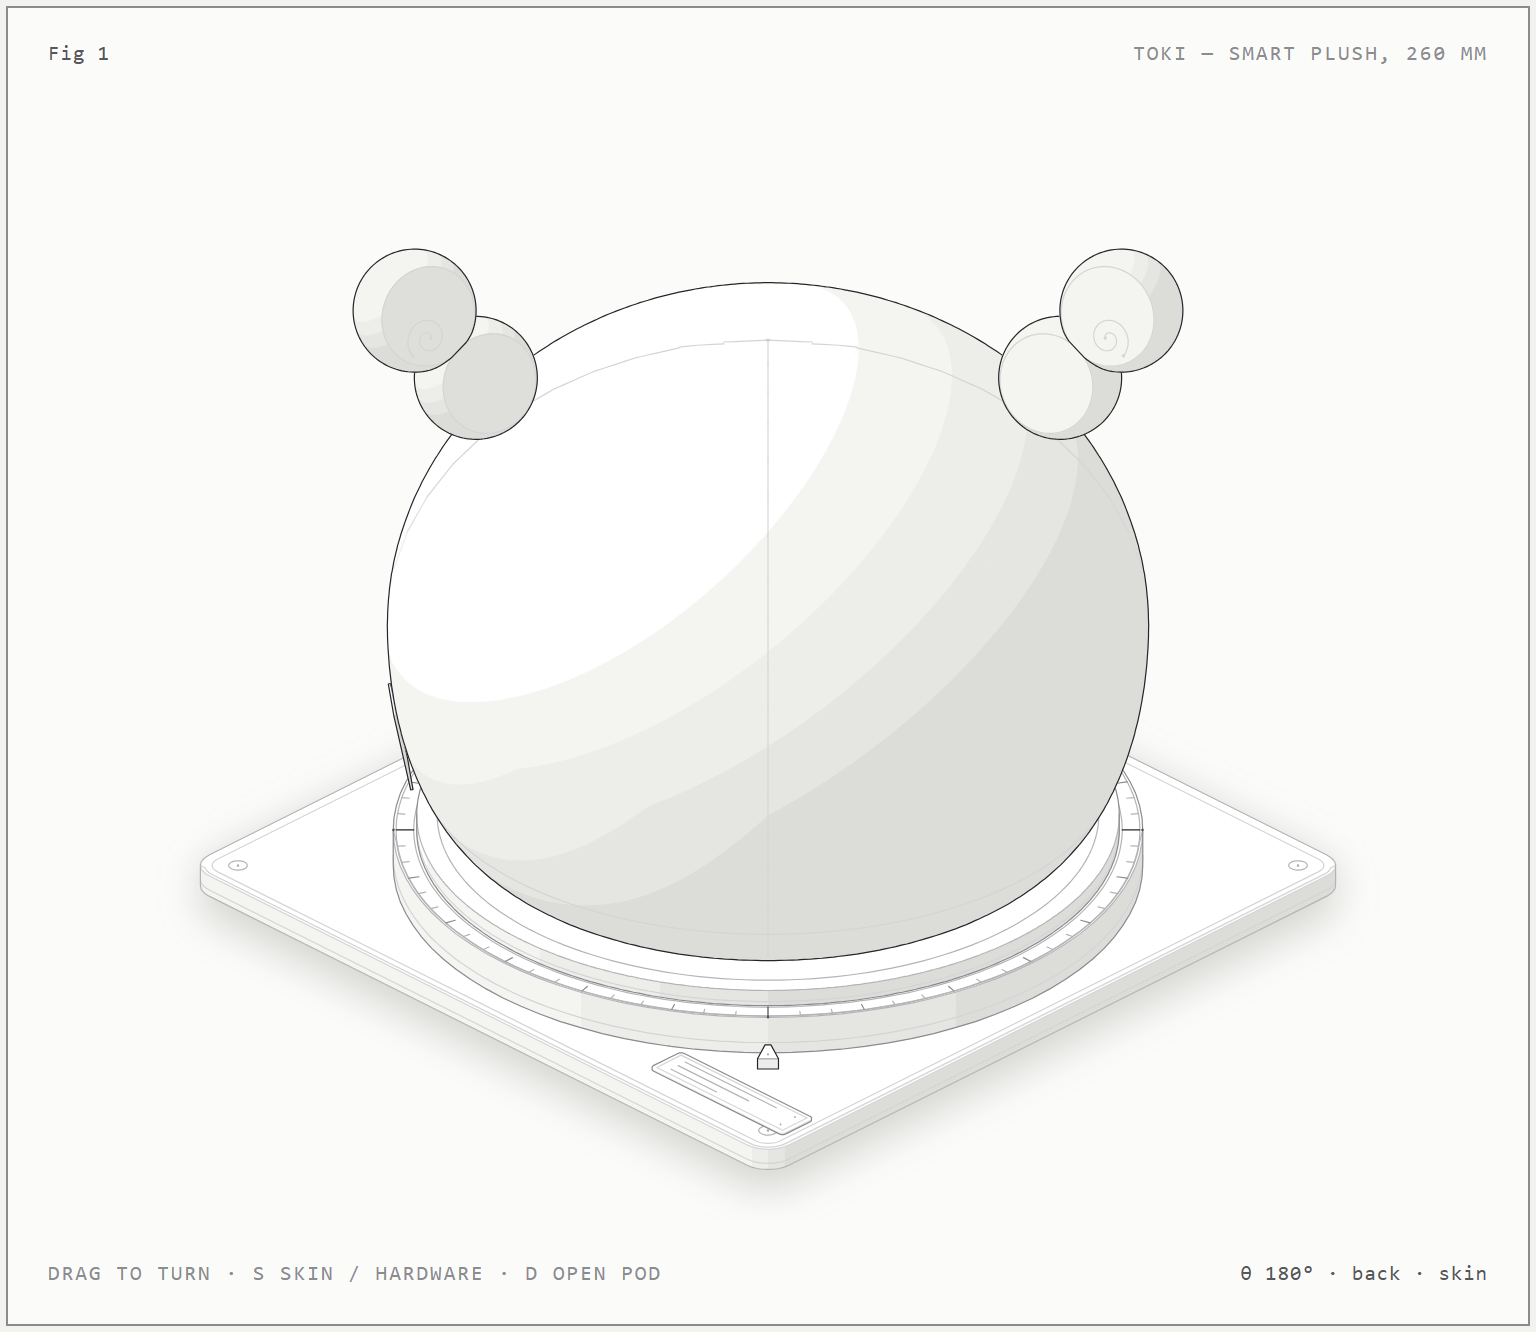 Fig 1
TOKI — SMART PLUSH, 260 MM
DRAG TO TURN · S SKIN / HARDWARE · D OPEN POD
θ 180° · back · skin